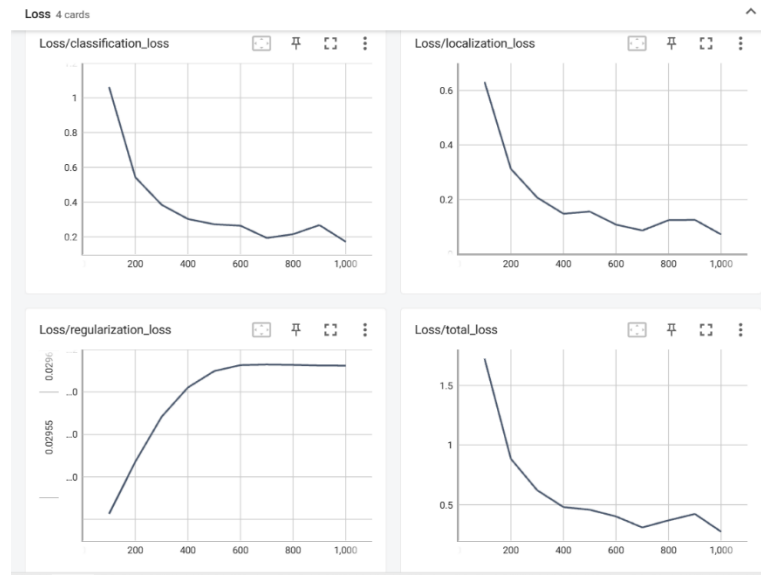 Loss 4 cards
Loss/classification_loss
1
0.8
0.6
0.4
0.2
200 400 600 800 1,000
Loss/localization_loss
0.6
0.4
0.2
200 400 600 800 1,000
Loss/regularization_loss
0.0296
...0
...0
0.02955
...0
200 400 600 800 1,000
Loss/total_loss
1.5
1
0.5
200 400 600 800 1,000